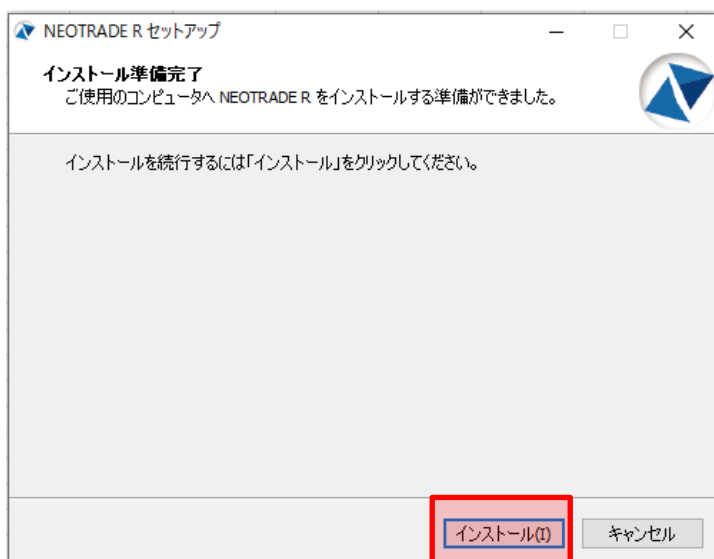 NEOTRADE R セットアップ
インストール準備完了
ご使用のコンピュータへ NEOTRADE R をインストールする準備ができました。
インストールを続行するには「インストール」をクリックしてください。
インストール(I)
キャンセル